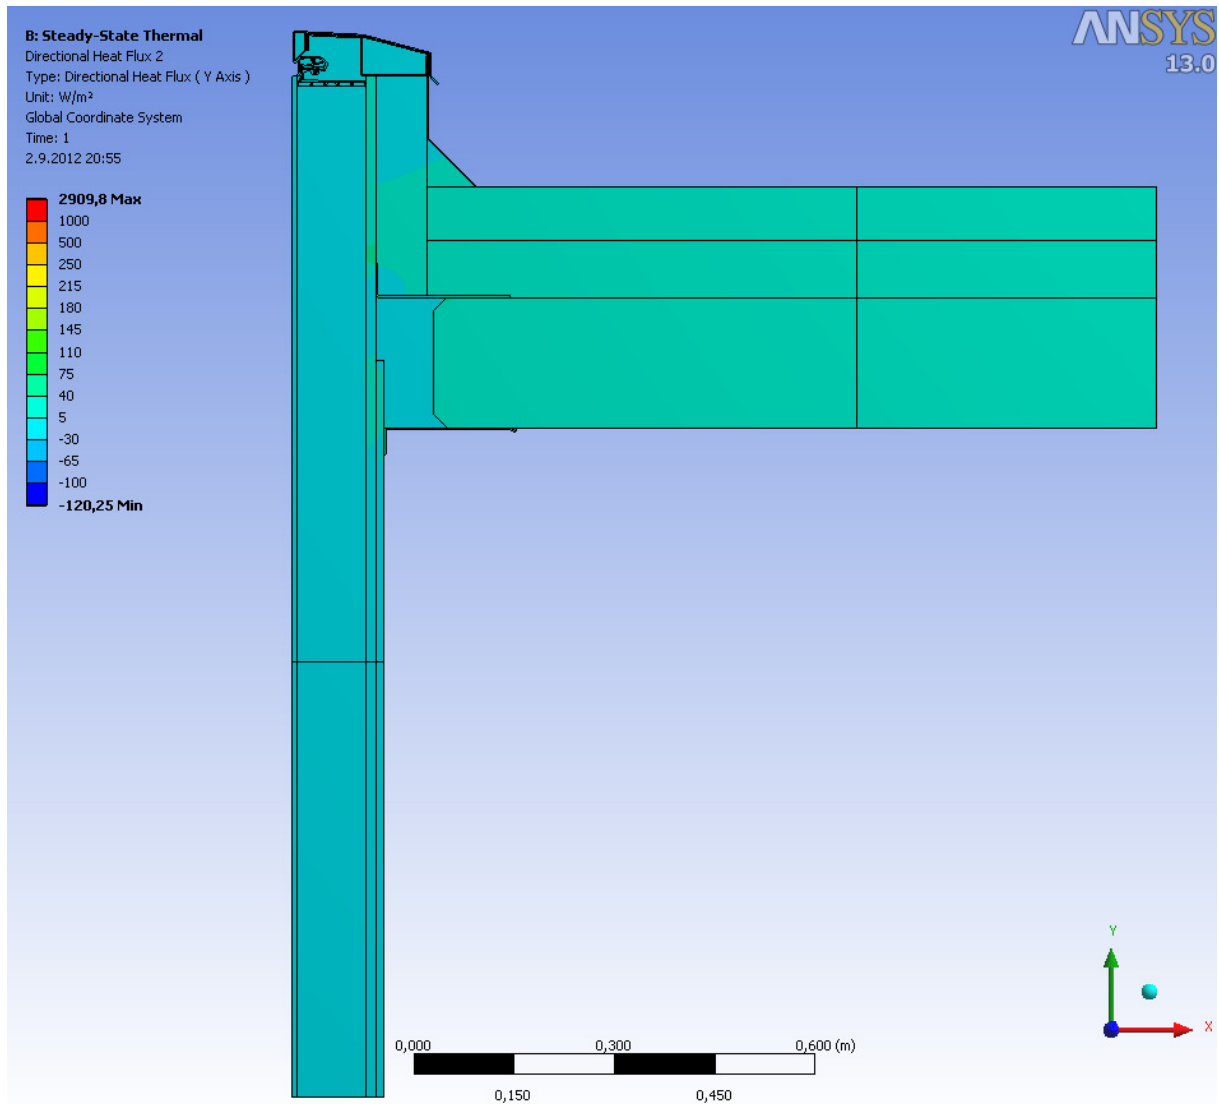 B: Steady-State Thermal
Directional Heat Flux 2
Type: Directional Heat Flux ( Y Axis )
Unit: W/m²
Global Coordinate System
Time: 1
2.9.2012 20:55
ANSYS
13.0
2909,8 Max
1000
500
250
215
180
145
110
75
40
5
-30
-65
-100
-120,25 Min
Y
X
0,000 0,300 0,600 (m)
0,150 0,450